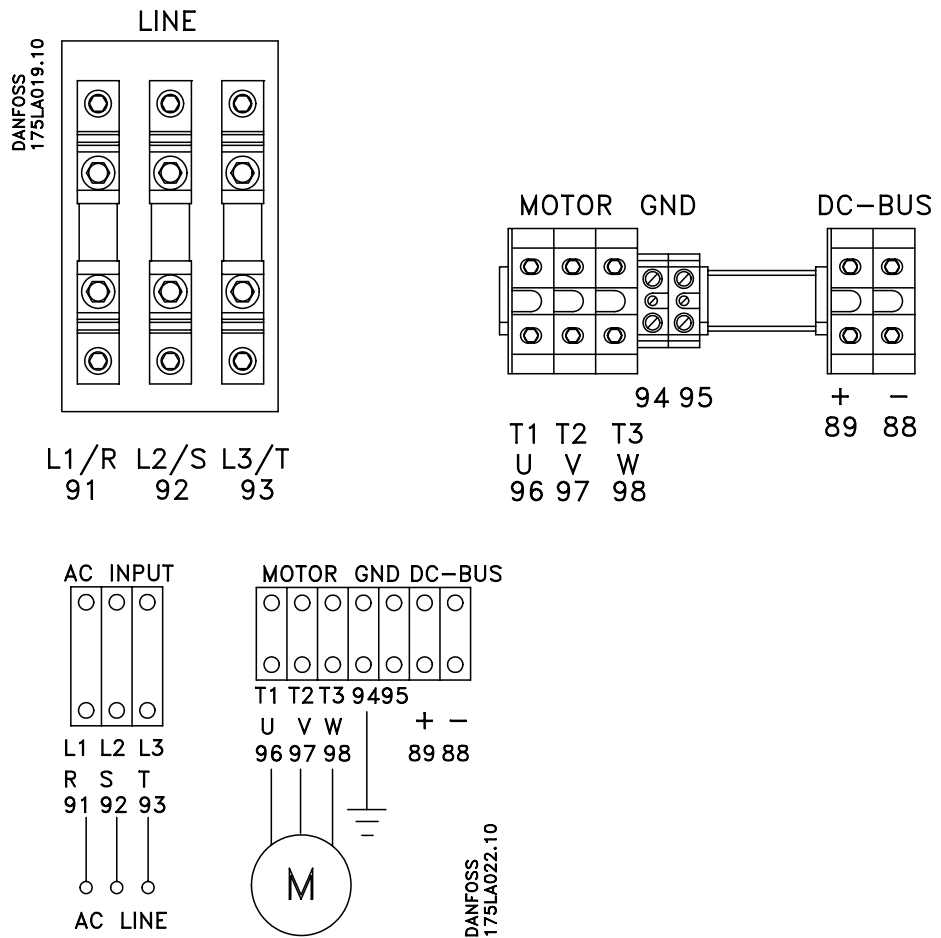 LINE
DANFOSS
175LA019.10
L1/R L2/S L3/T
91 92 93
MOTOR GND DC-BUS
94 95
+ −
89 88
T1 T2 T3
U V W
96 97 98
AC INPUT
L1 L2 L3
R S T
91 92 93
AC LINE
MOTOR GND DC-BUS
T1 T2 T3 94 95
U V W + −
96 97 98 89 88
M
DANFOSS
175LA022.10